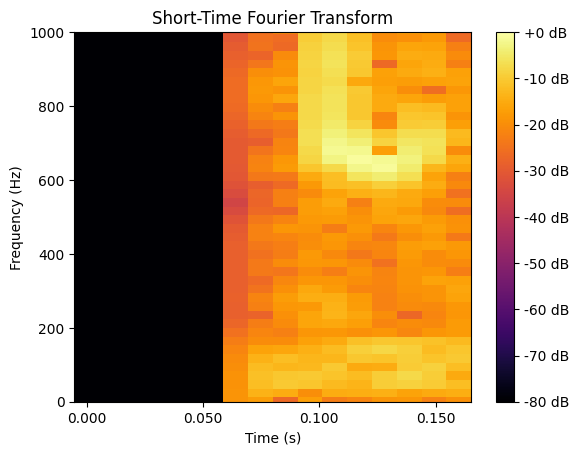 Short-Time Fourier Transform
Frequency (Hz)
1000
800
600
400
200
0
0.000
0.050
0.100
0.150
Time (s)
+0 dB
-10 dB
-20 dB
-30 dB
-40 dB
-50 dB
-60 dB
-70 dB
-80 dB